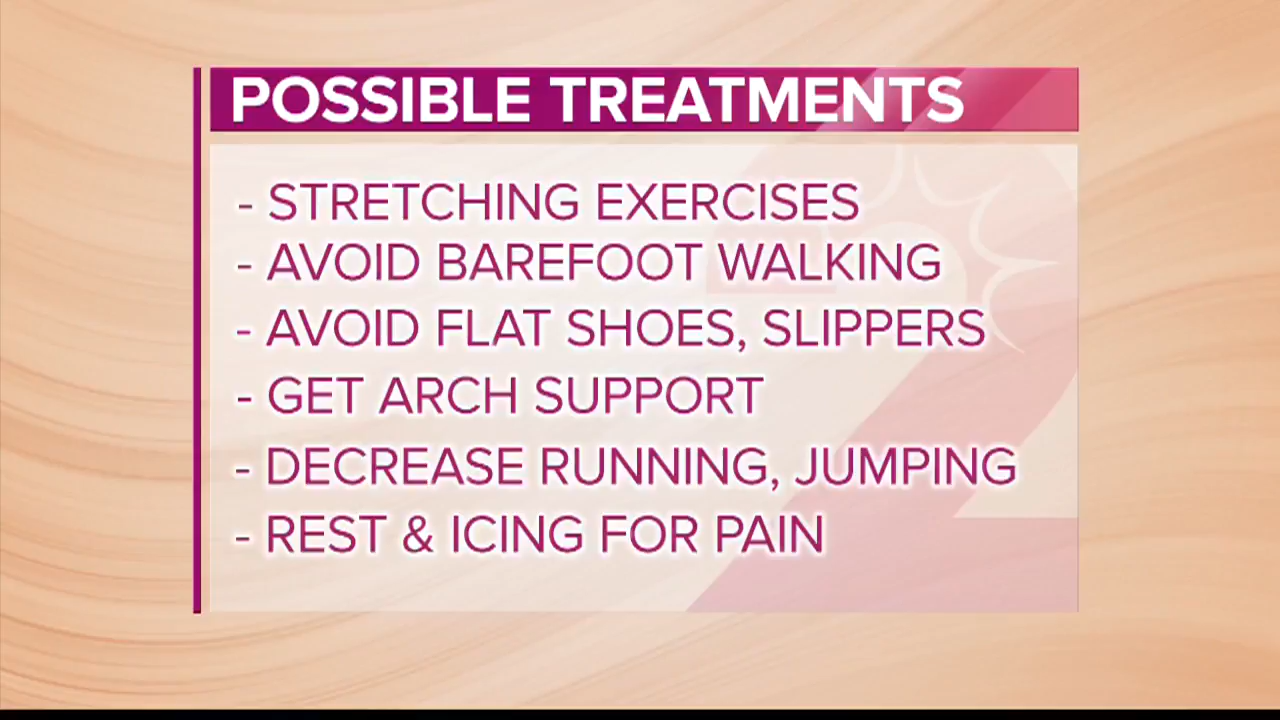 POSSIBLE TREATMENTS
- STRETCHING EXERCISES
- AVOID BAREFOOT WALKING
- AVOID FLAT SHOES, SLIPPERS
- GET ARCH SUPPORT
- DECREASE RUNNING, JUMPING
- REST & ICING FOR PAIN